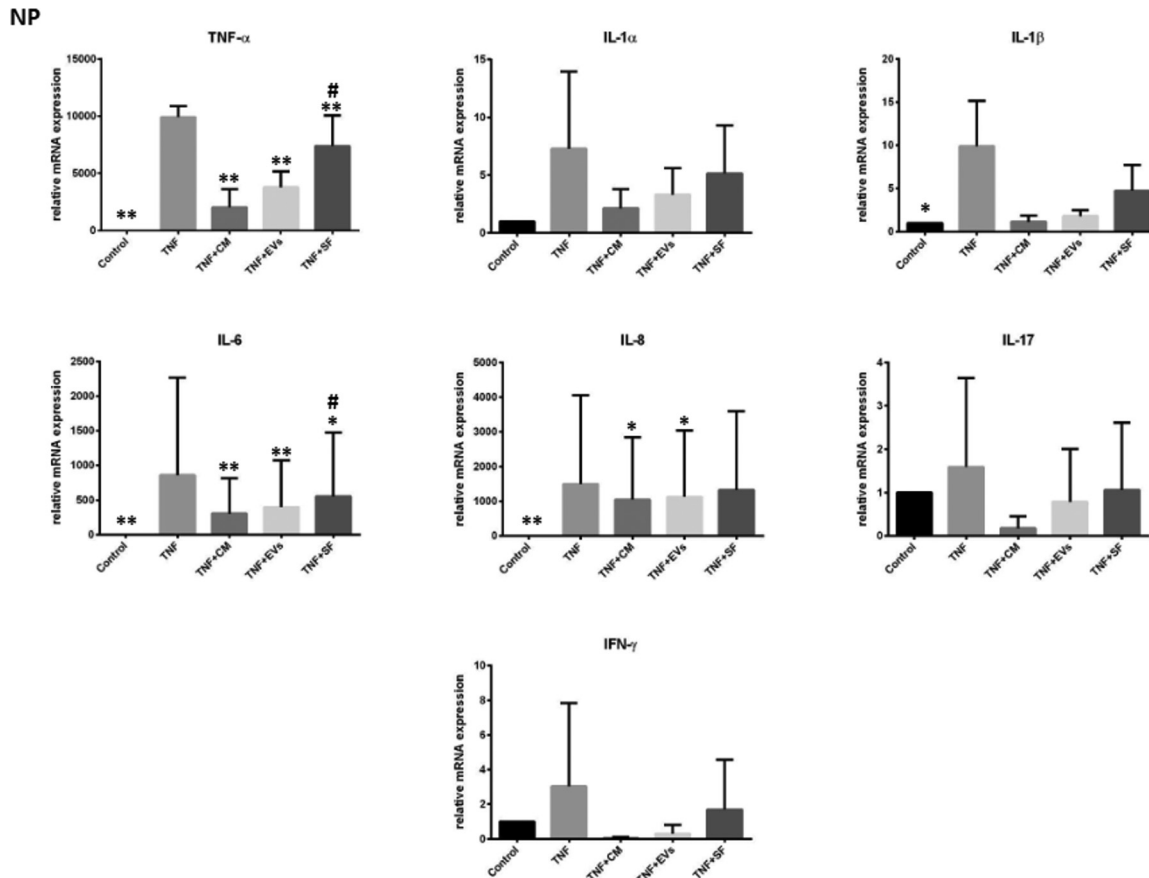 NP
TNF-α
relative mRNA expression
15000
10000
5000
0
**
**
**
#
**
Control
TNF
TNF+CM
TNF+EVs
TNF+SF
IL-1α
relative mRNA expression
15
10
5
0
Control
TNF
TNF+CM
TNF+EVs
TNF+SF
IL-1β
relative mRNA expression
20
15
10
5
0
*
Control
TNF
TNF+CM
TNF+EVs
TNF+SF
IL-6
relative mRNA expression
2500
2000
1500
1000
500
0
**
**
**
#
*
Control
TNF
TNF+CM
TNF+EVs
TNF+SF
IL-8
relative mRNA expression
5000
4000
3000
2000
1000
0
**
*
*
Control
TNF
TNF+CM
TNF+EVs
TNF+SF
IL-17
relative mRNA expression
4
3
2
1
0
Control
TNF
TNF+CM
TNF+EVs
TNF+SF
IFN-γ
relative mRNA expression
10
8
6
4
2
0
Control
TNF
TNF+CM
TNF+EVs
TNF+SF